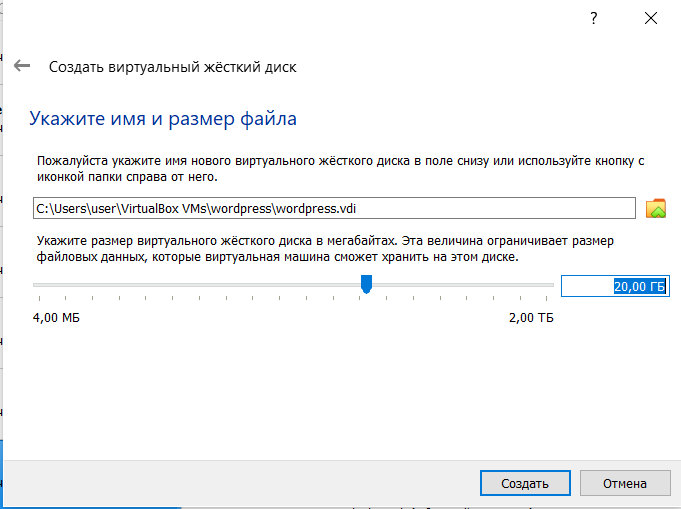 ?
Создать виртуальный жёсткий диск
Укажите имя и размер файла
Пожалуйста укажите имя нового виртуального жёсткого диска в поле снизу или используйте кнопку с
иконкой папки справа от него.
C:\Users\user\VirtualBox VMs\wordpress\wordpress.vdi
Укажите размер виртуального жёсткого диска в мегабайтах. Эта величина ограничивает размер
файловых данных, которые виртуальная машина сможет хранить на этом диске.
20,00 ГБ
4,00 МБ 2,00 ТБ
Создать Отмена